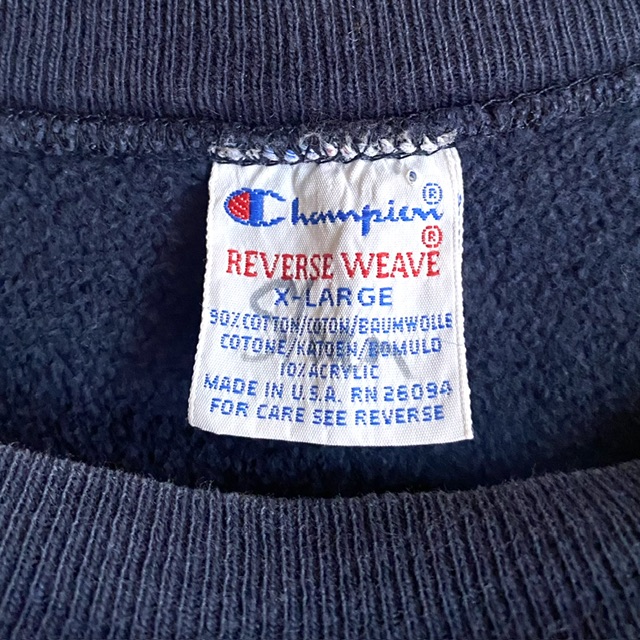 Champion®
REVERSE WEAVE®
X-LARGE
90% COTTON/COTON/BAUMWOLLE
COTONE/KATOEN/BOMULD
10% ACRYLIC
MADE IN U.S.A. RN 26094
FOR CARE SEE REVERSE